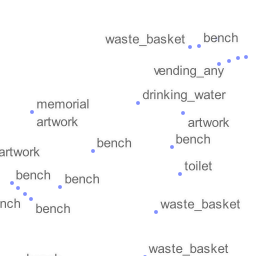 waste_basket bench
vending_any
drinking_water
memorial
artwork
artwork
bench
bench
artwork
toilet
bench
bench
nch
bench
waste_basket
waste_basket